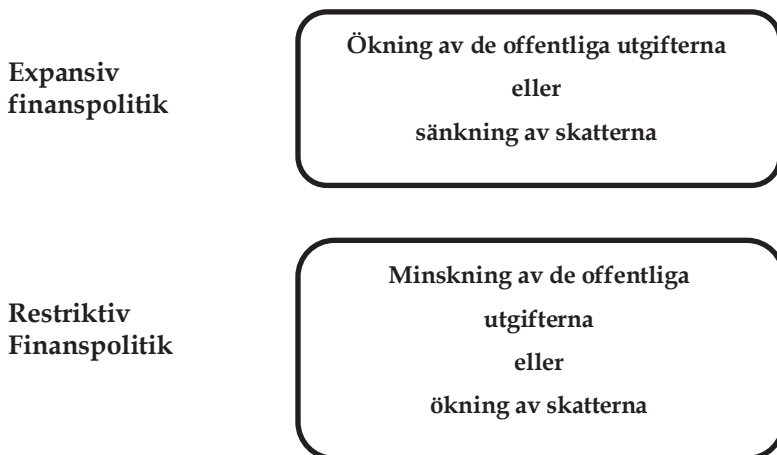 Expansiv
finanspolitik
Ökning av de offentliga utgifterna
eller
sänkning av skatterna
Restriktiv
Finanspolitik
Minskning av de offentliga
utgifterna
eller
ökning av skatterna